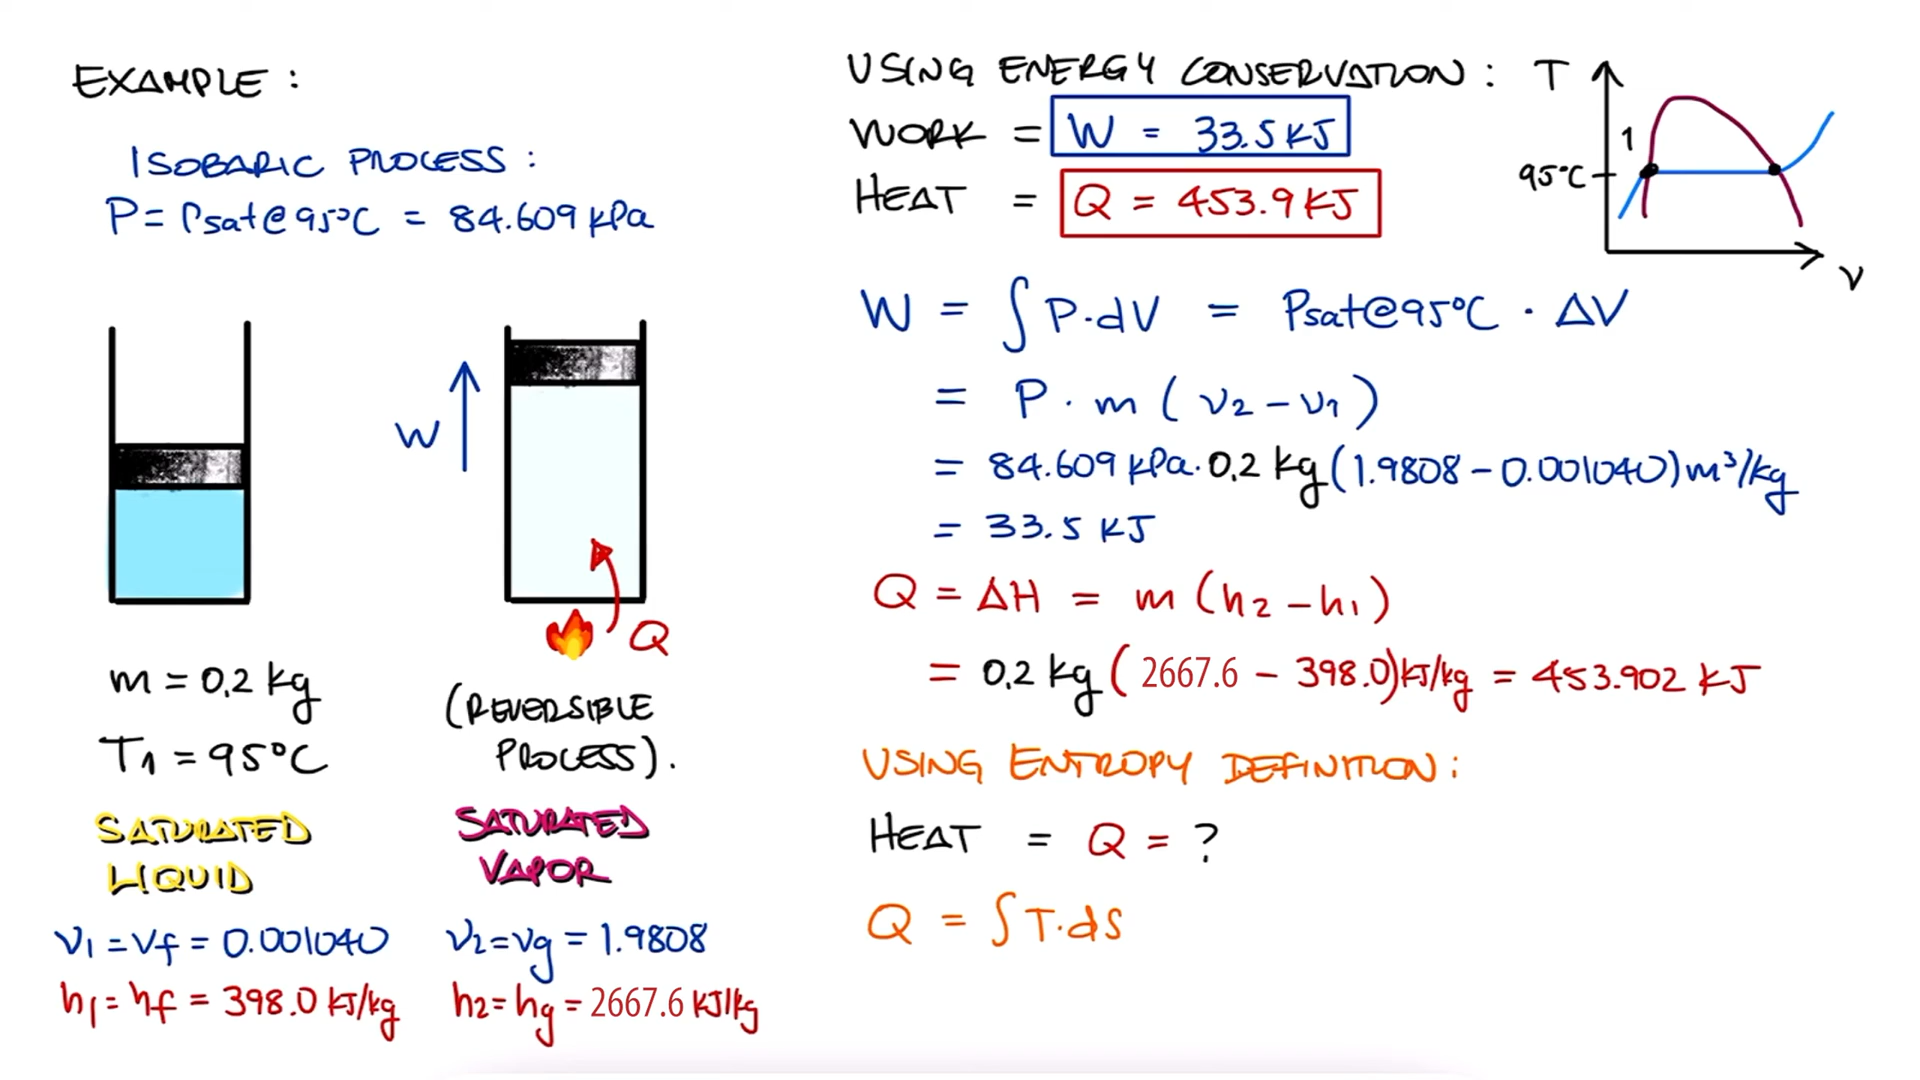 EXAMPLE :
ISOBARIC PROCESS :
P = Psat@95°C = 84.609 kPa
W
Q
m = 0.2 kg
T1 = 95°C
SATURATED
LIQUID
v1 = vf = 0.001040
h1 = hf = 398.0 kJ/kg
(REVERSIBLE
PROCESS).
SATURATED
VAPOR
v2 = vg = 1.9808
h2 = hg = 2667.6 kJ/kg
USING ENERGY CONSERVATION :
WORK = W = 33.5 kJ
HEAT = Q = 453.9 kJ
T
1
95°C
v
W = ∫ P·dV = Psat@95°C · ΔV
= P · m ( v2 - v1 )
= 84.609 kPa · 0.2 kg (1.9808 - 0.001040) m³/kg
= 33.5 kJ
Q = ΔH = m ( h2 - h1 )
= 0.2 kg ( 2667.6 - 398.0) kJ/kg = 453.902 kJ
USING ENTROPY DEFINITION :
HEAT = Q = ?
Q = ∫ T·dS